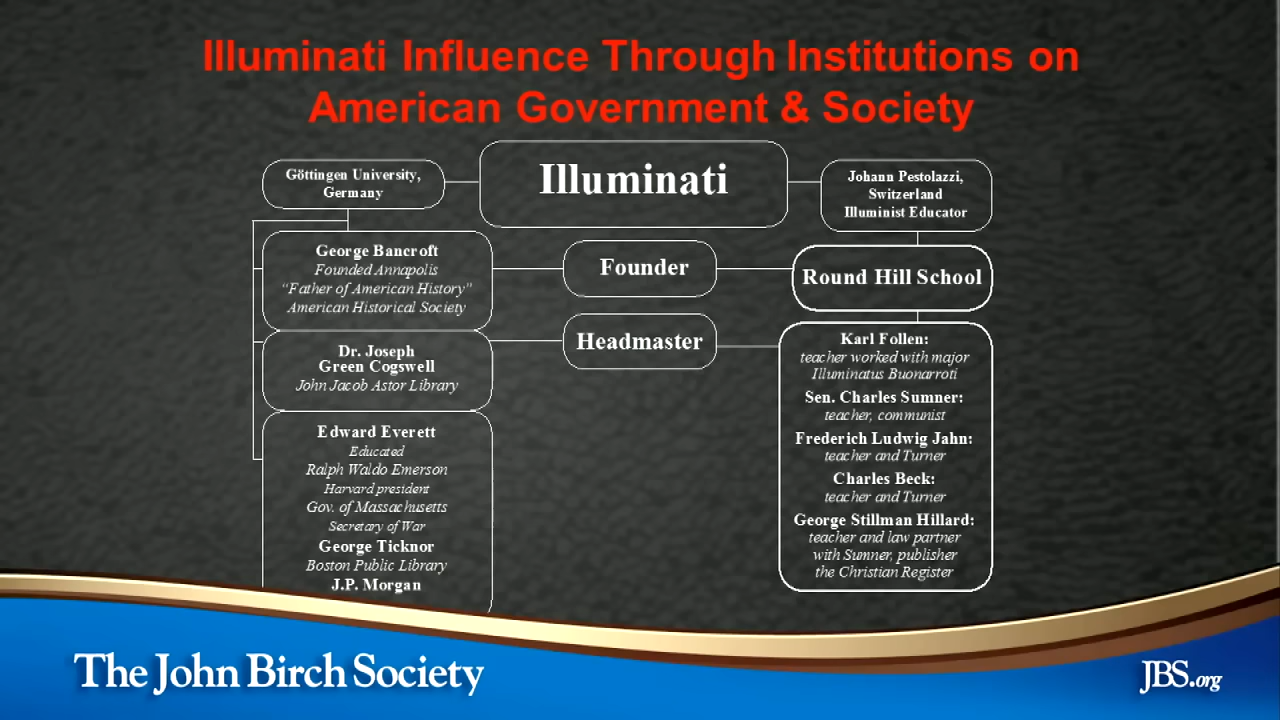 Illuminati Influence Through Institutions on
American Government & Society
Göttingen University,
Germany
Illuminati
Johann Pestolazzi,
Switzerland
Illuminist Educator
George Bancroft
Founded Annapolis
“Father of American History”
American Historical Society
Founder
Round Hill School
Dr. Joseph
Green Cogswell
John Jacob Astor Library
Headmaster
Karl Follen:
teacher worked with major
Illuminatus Buonarroti
Sen. Charles Sumner:
teacher, communist
Frederich Ludwig Jahn:
teacher and Turner
Charles Beck:
teacher and Turner
George Stillman Hillard:
teacher and law partner
with Sumner, publisher
the Christian Register
Edward Everett
Educated
Ralph Waldo Emerson
Harvard president
Gov. of Massachusetts
Secretary of War
George Ticknor
Boston Public Library
J.P. Morgan
The John Birch Society
JBS.org